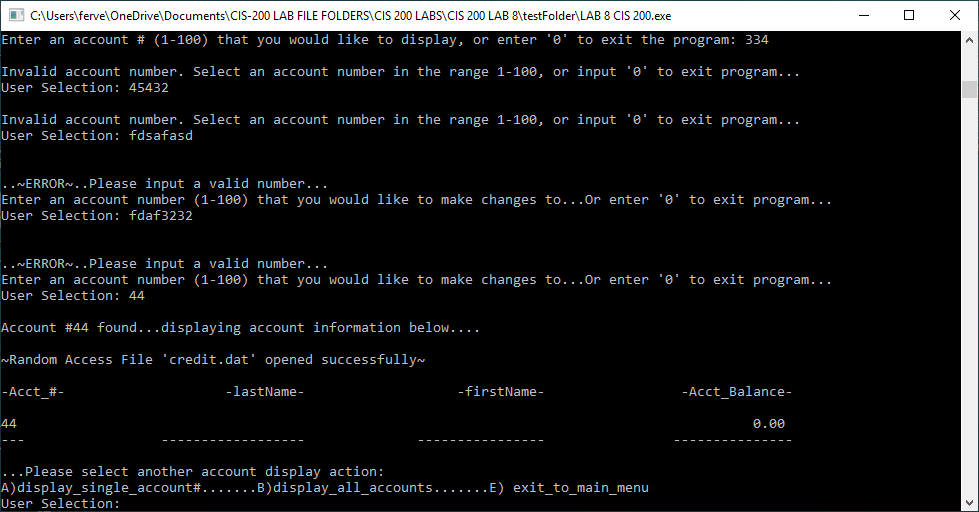 C:\Users\ferve\OneDrive\Documents\CIS-200 LAB FILE FOLDERS\CIS 200 LABS\CIS 200 LAB 8\testFolder\LAB 8 CIS 200.exe
Enter an account # (1-100) that you would like to display, or enter '0' to exit the program: 334
Invalid account number. Select an account number in the range 1-100, or input '0' to exit program...
User Selection: 45432
Invalid account number. Select an account number in the range 1-100, or input '0' to exit program...
User Selection: fdsafasd
..~ERROR~..Please input a valid number...
Enter an account number (1-100) that you would like to make changes to...Or enter '0' to exit program...
User Selection: fdaf3232
..~ERROR~..Please input a valid number...
Enter an account number (1-100) that you would like to make changes to...Or enter '0' to exit program...
User Selection: 44
Account #44 found...displaying account information below....
~Random Access File 'credit.dat' opened successfully~
-Acct_#-                    -lastName-                   -firstName-                 -Acct_Balance-
44                                                                                            0.00
---                 ------------------              ----------------                ---------------
...Please select another account display action:
A)display_single_account#.......B)display_all_accounts.......E) exit_to_main_menu
User Selection: